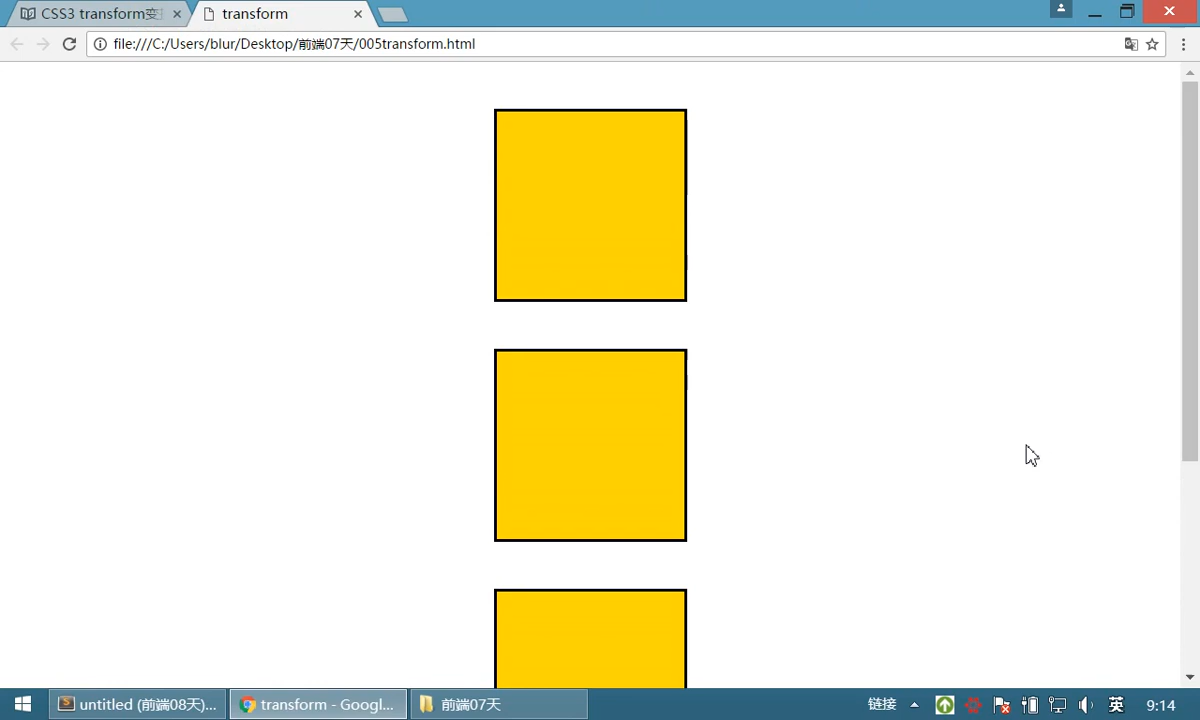 CSS3 transform变
transform
file:///C:/Users/blur/Desktop/前端07天/005transform.html
untitled (前端08天)...
transform - Googl...
前端07天
链接
英
9:14